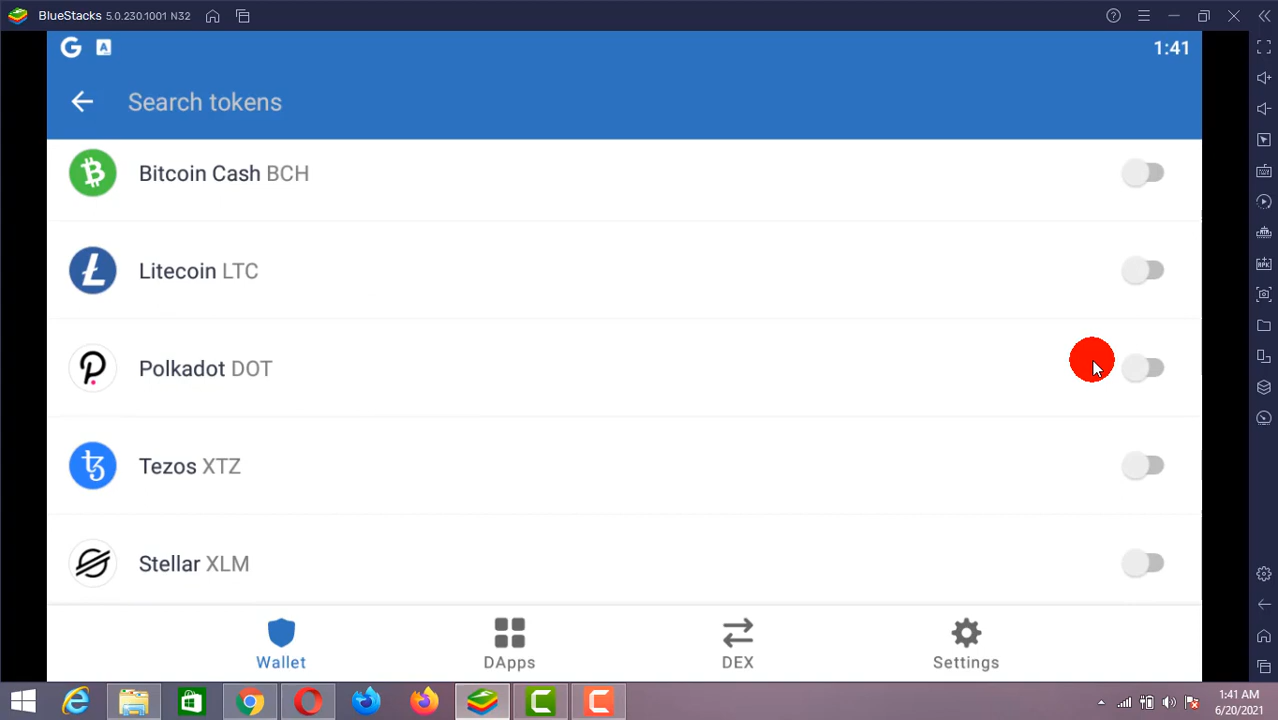 BlueStacks 5.0.230.1001 N32
1:41
Search tokens
Bitcoin Cash BCH
Litecoin LTC
Polkadot DOT
Tezos XTZ
Stellar XLM
Wallet
DApps
DEX
Settings
1:41 AM
6/20/2021